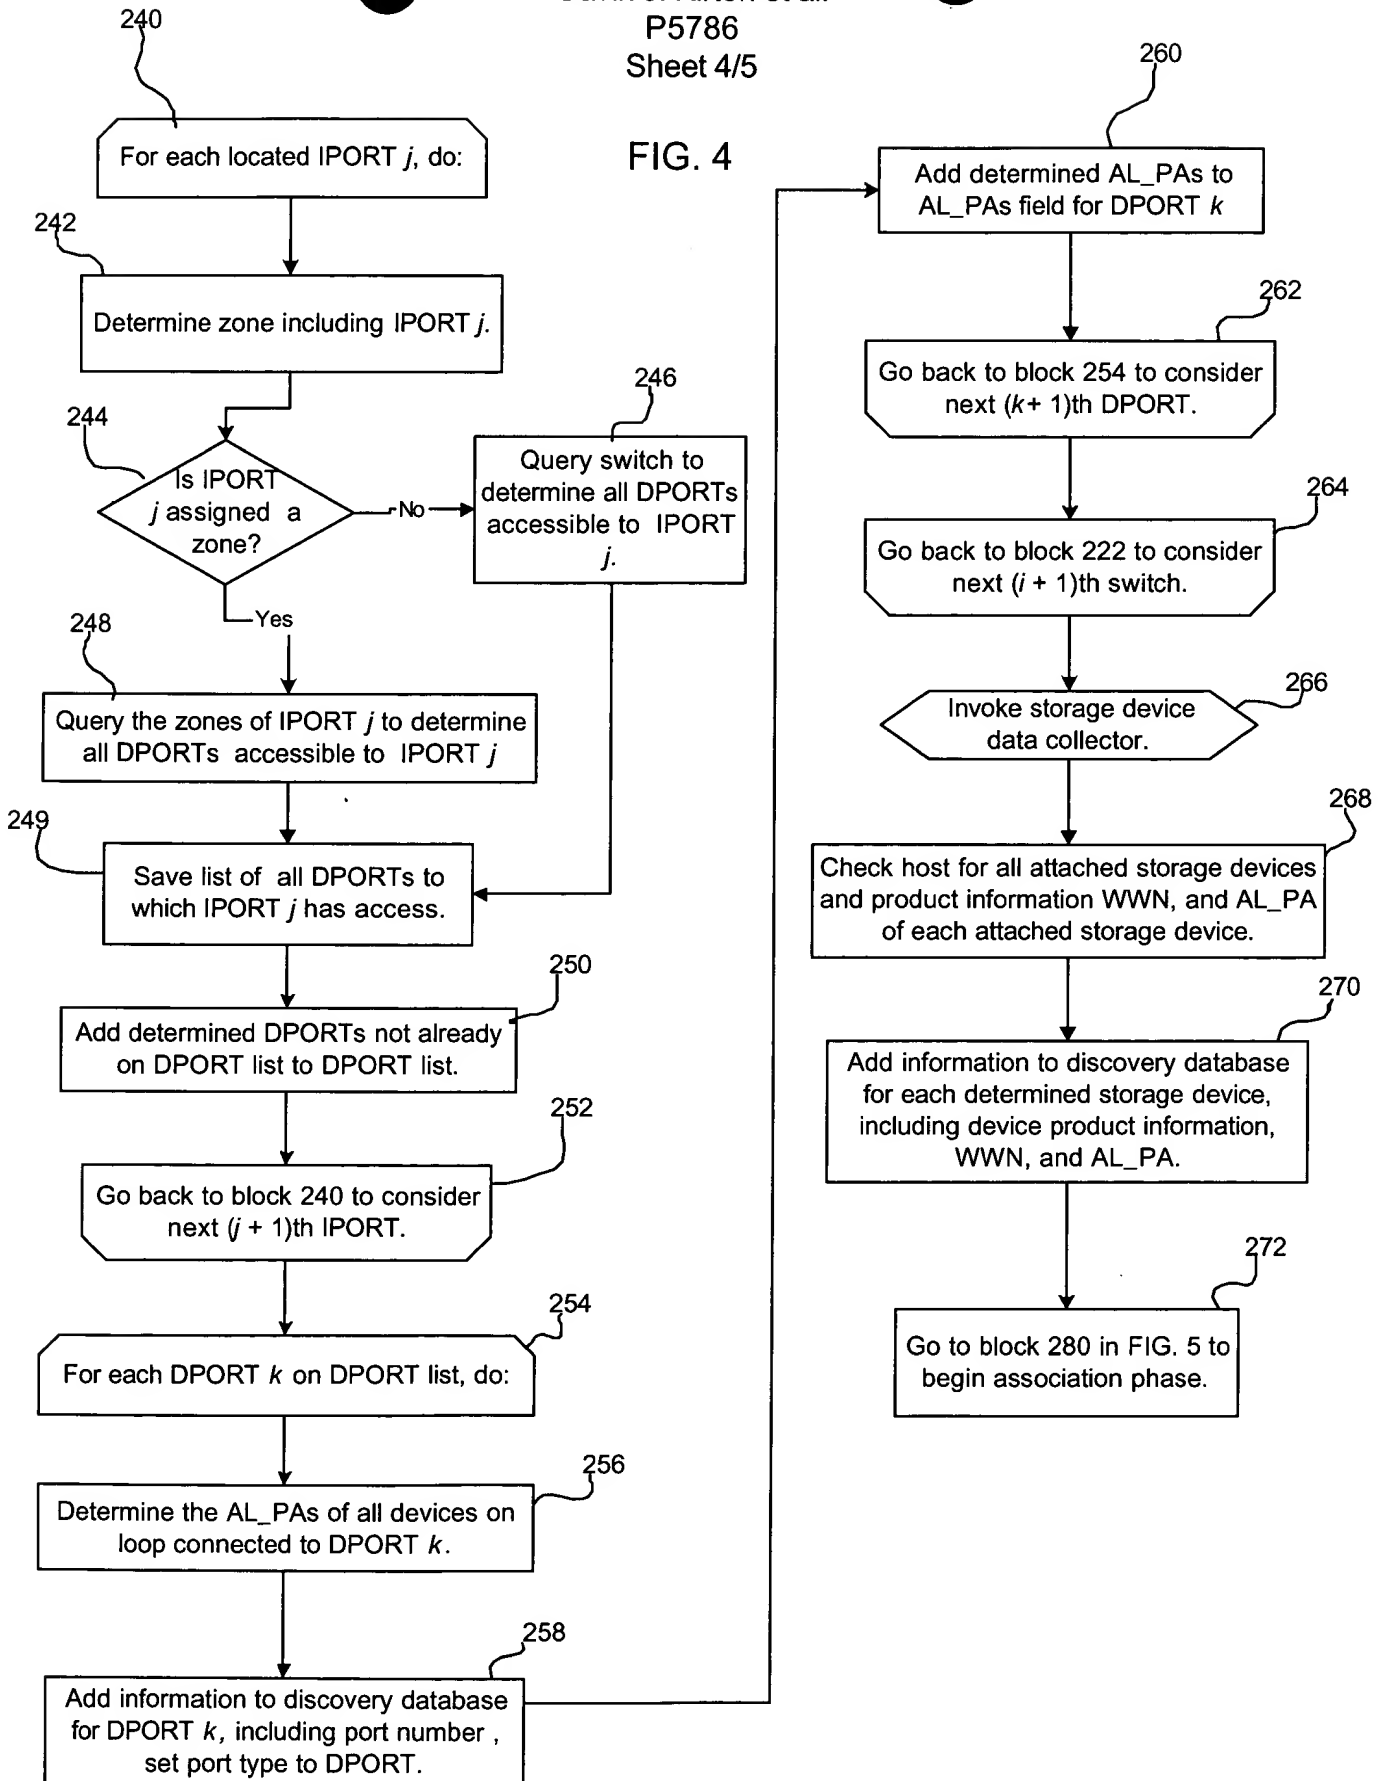 P5786
Sheet 4/5
FIG. 4
240
For each located IPORT j, do:
242
Determine zone including IPORT j.
244
Is IPORT
j assigned a
zone?
No
Yes
246
Query switch to
determine all DPORTs
accessible to IPORT
j.
248
Query the zones of IPORT j to determine
all DPORTs accessible to IPORT j
249
Save list of all DPORTs to
which IPORT j has access.
250
Add determined DPORTs not already
on DPORT list to DPORT list.
252
Go back to block 240 to consider
next (j + 1)th IPORT.
254
For each DPORT k on DPORT list, do:
256
Determine the AL_PAs of all devices on
loop connected to DPORT k.
258
Add information to discovery database
for DPORT k, including port number ,
set port type to DPORT.
260
Add determined AL_PAs to
AL_PAs field for DPORT k
262
Go back to block 254 to consider
next (k+ 1)th DPORT.
264
Go back to block 222 to consider
next (i + 1)th switch.
266
Invoke storage device
data collector.
268
Check host for all attached storage devices
and product information WWN, and AL_PA
of each attached storage device.
270
Add information to discovery database
for each determined storage device,
including device product information,
WWN, and AL_PA.
272
Go to block 280 in FIG. 5 to
begin association phase.